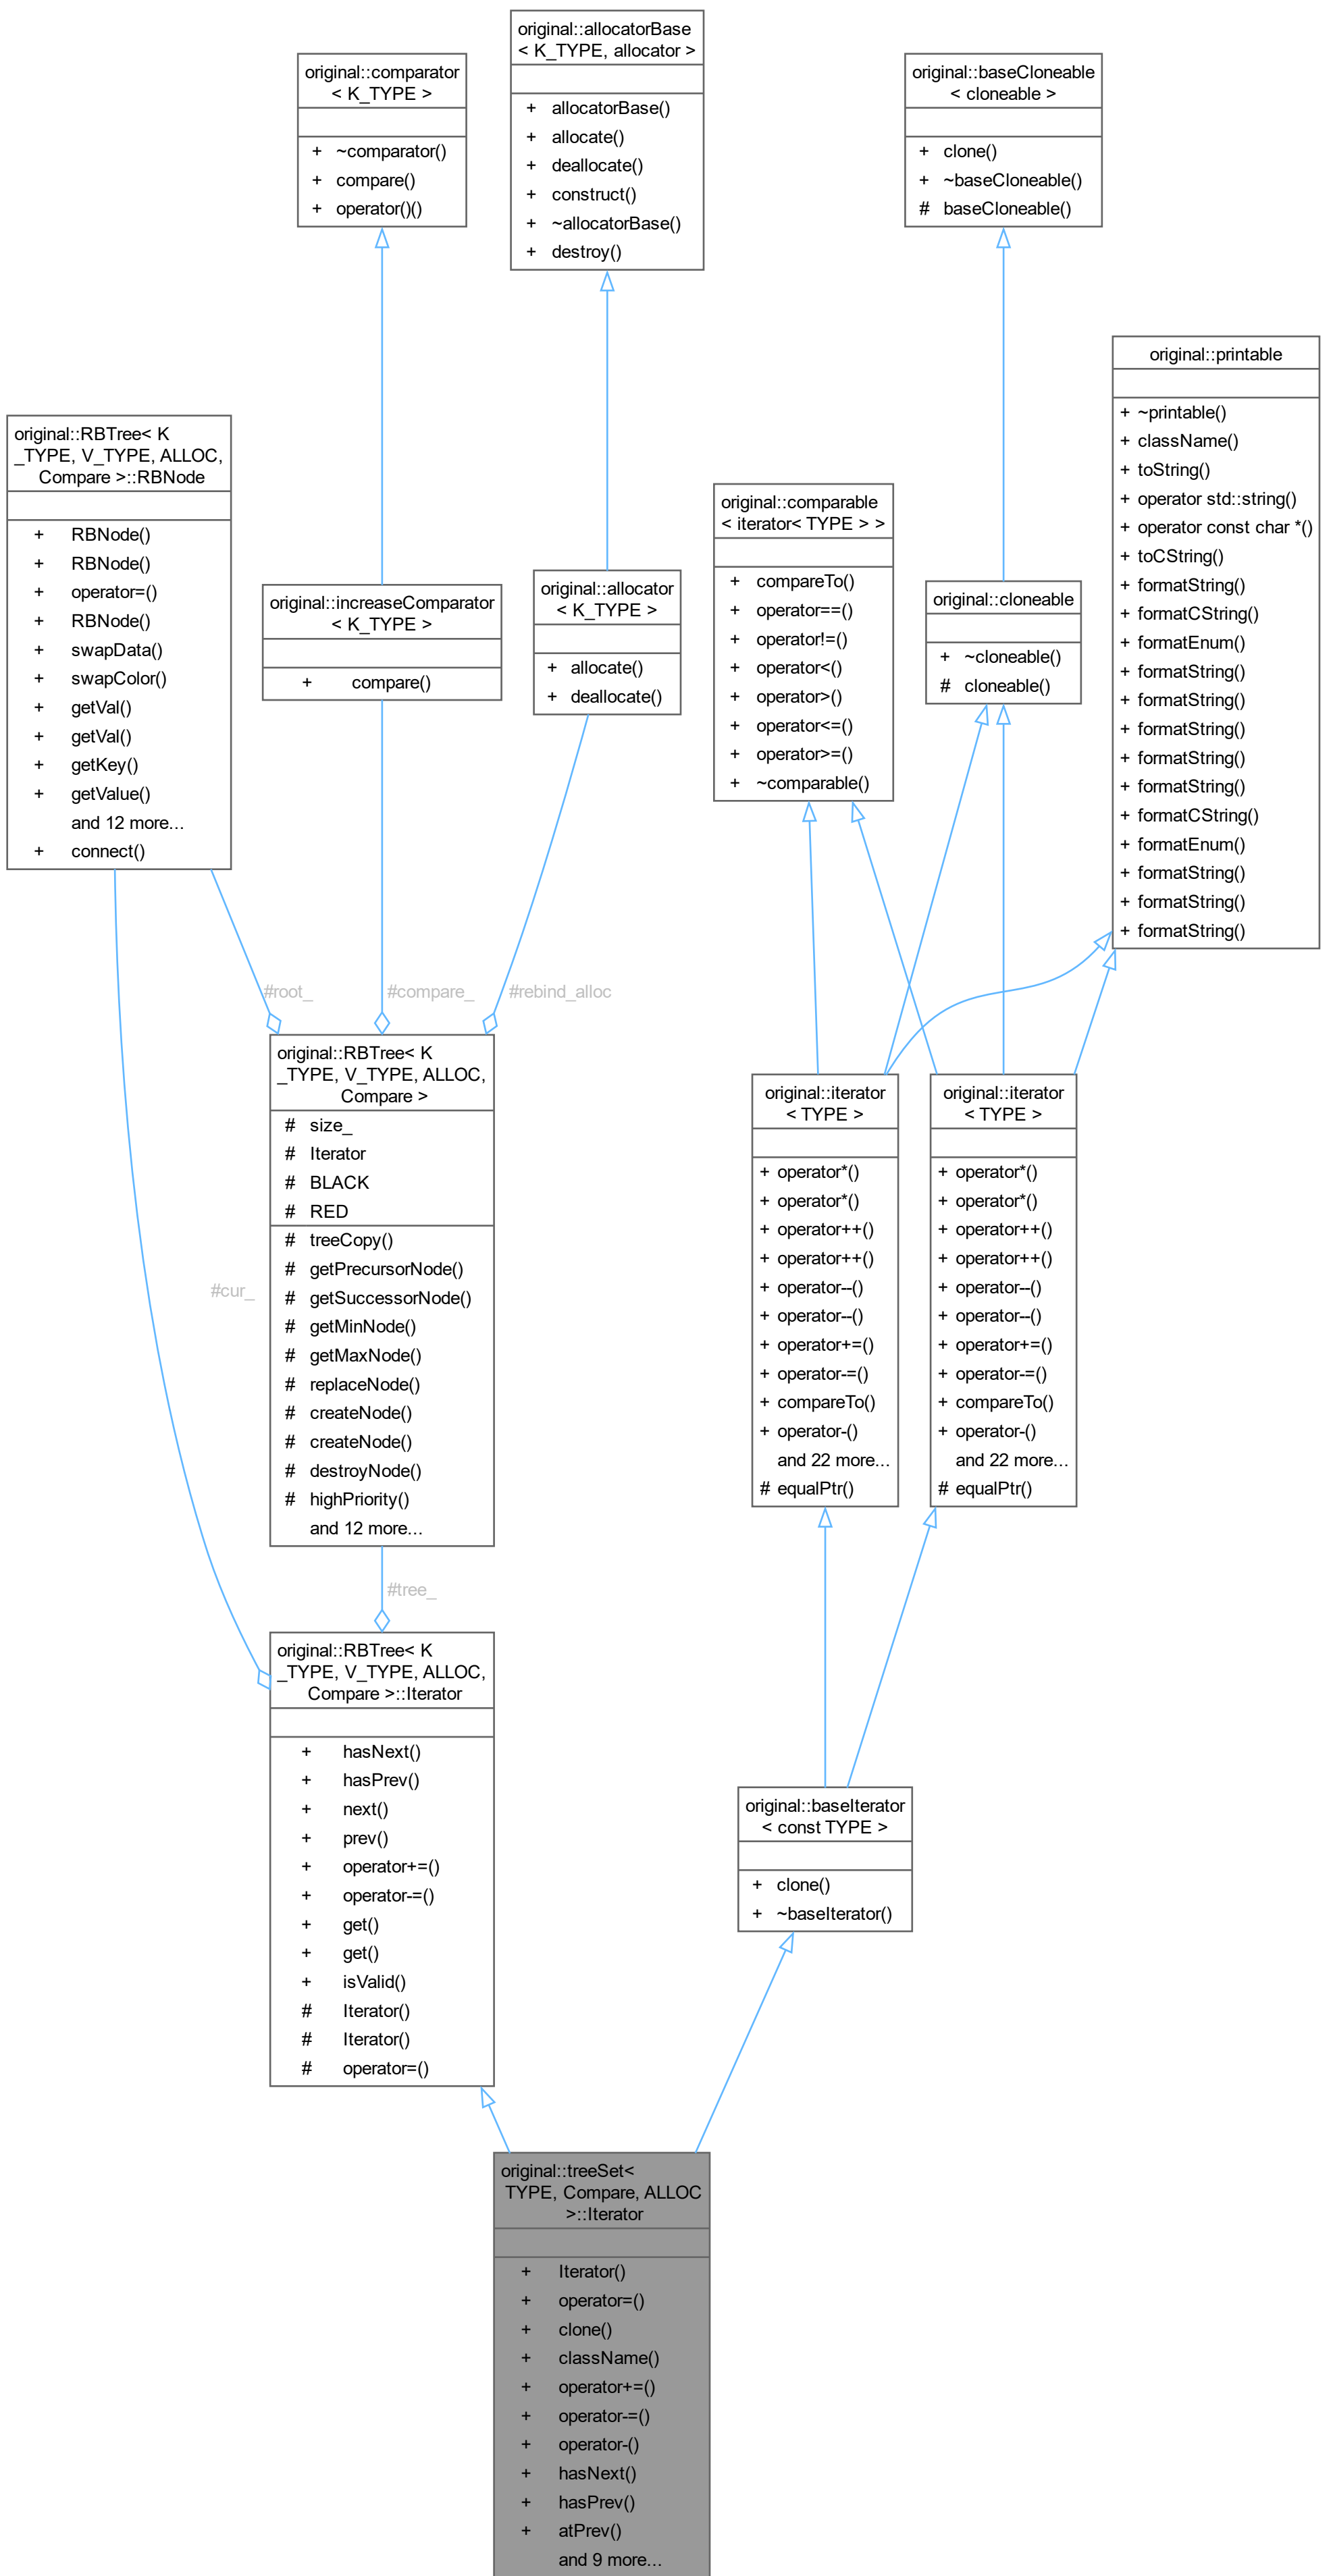 original::allocatorBase
< K_TYPE, allocator >
+ allocatorBase()
+ allocate()
+ deallocate()
+ construct()
+ ~allocatorBase()
+ destroy()
original::comparator
< K_TYPE >
+ ~comparator()
+ compare()
+ operator()()
original::baseCloneable
< cloneable >
+ clone()
+ ~baseCloneable()
# baseCloneable()
original::printable
+ ~printable()
+ className()
+ toString()
+ operator std::string()
+ operator const char *()
+ toCString()
+ formatString()
+ formatCString()
+ formatEnum()
+ formatString()
+ formatString()
+ formatString()
+ formatString()
+ formatString()
+ formatCString()
+ formatEnum()
+ formatString()
+ formatString()
+ formatString()
original::RBTree< K
_TYPE, V_TYPE, ALLOC,
Compare >::RBNode
+ RBNode()
+ RBNode()
+ operator=()
+ RBNode()
+ swapData()
+ swapColor()
+ getVal()
+ getVal()
+ getKey()
+ getValue()
and 12 more...
+ connect()
original::increaseComparator
< K_TYPE >
+ compare()
original::allocator
< K_TYPE >
+ allocate()
+ deallocate()
original::comparable
< iterator< TYPE > >
+ compareTo()
+ operator==()
+ operator!=()
+ operator<()
+ operator>()
+ operator<=()
+ operator>=()
+ ~comparable()
original::cloneable
+ ~cloneable()
# cloneable()
#root_
#compare_
#rebind_alloc
original::RBTree< K
_TYPE, V_TYPE, ALLOC,
Compare >
# size_
# Iterator
# BLACK
# RED
# treeCopy()
# getPrecursorNode()
# getSuccessorNode()
# getMinNode()
# getMaxNode()
# replaceNode()
# createNode()
# createNode()
# destroyNode()
# highPriority()
and 12 more...
original::iterator
< TYPE >
+ operator*()
+ operator*()
+ operator++()
+ operator++()
+ operator--()
+ operator--()
+ operator+=()
+ operator-=()
+ compareTo()
+ operator-()
and 22 more...
# equalPtr()
original::iterator
< TYPE >
+ operator*()
+ operator*()
+ operator++()
+ operator++()
+ operator--()
+ operator--()
+ operator+=()
+ operator-=()
+ compareTo()
+ operator-()
and 22 more...
# equalPtr()
#cur_
#tree_
original::RBTree< K
_TYPE, V_TYPE, ALLOC,
Compare >::Iterator
+ hasNext()
+ hasPrev()
+ next()
+ prev()
+ operator+=()
+ operator-=()
+ get()
+ get()
+ isValid()
# Iterator()
# Iterator()
# operator=()
original::baseIterator
< const TYPE >
+ clone()
+ ~baseIterator()
original::treeSet<
TYPE, Compare, ALLOC
>::Iterator
+ Iterator()
+ operator=()
+ clone()
+ className()
+ operator+=()
+ operator-=()
+ operator-()
+ hasNext()
+ hasPrev()
+ atPrev()
and 9 more...